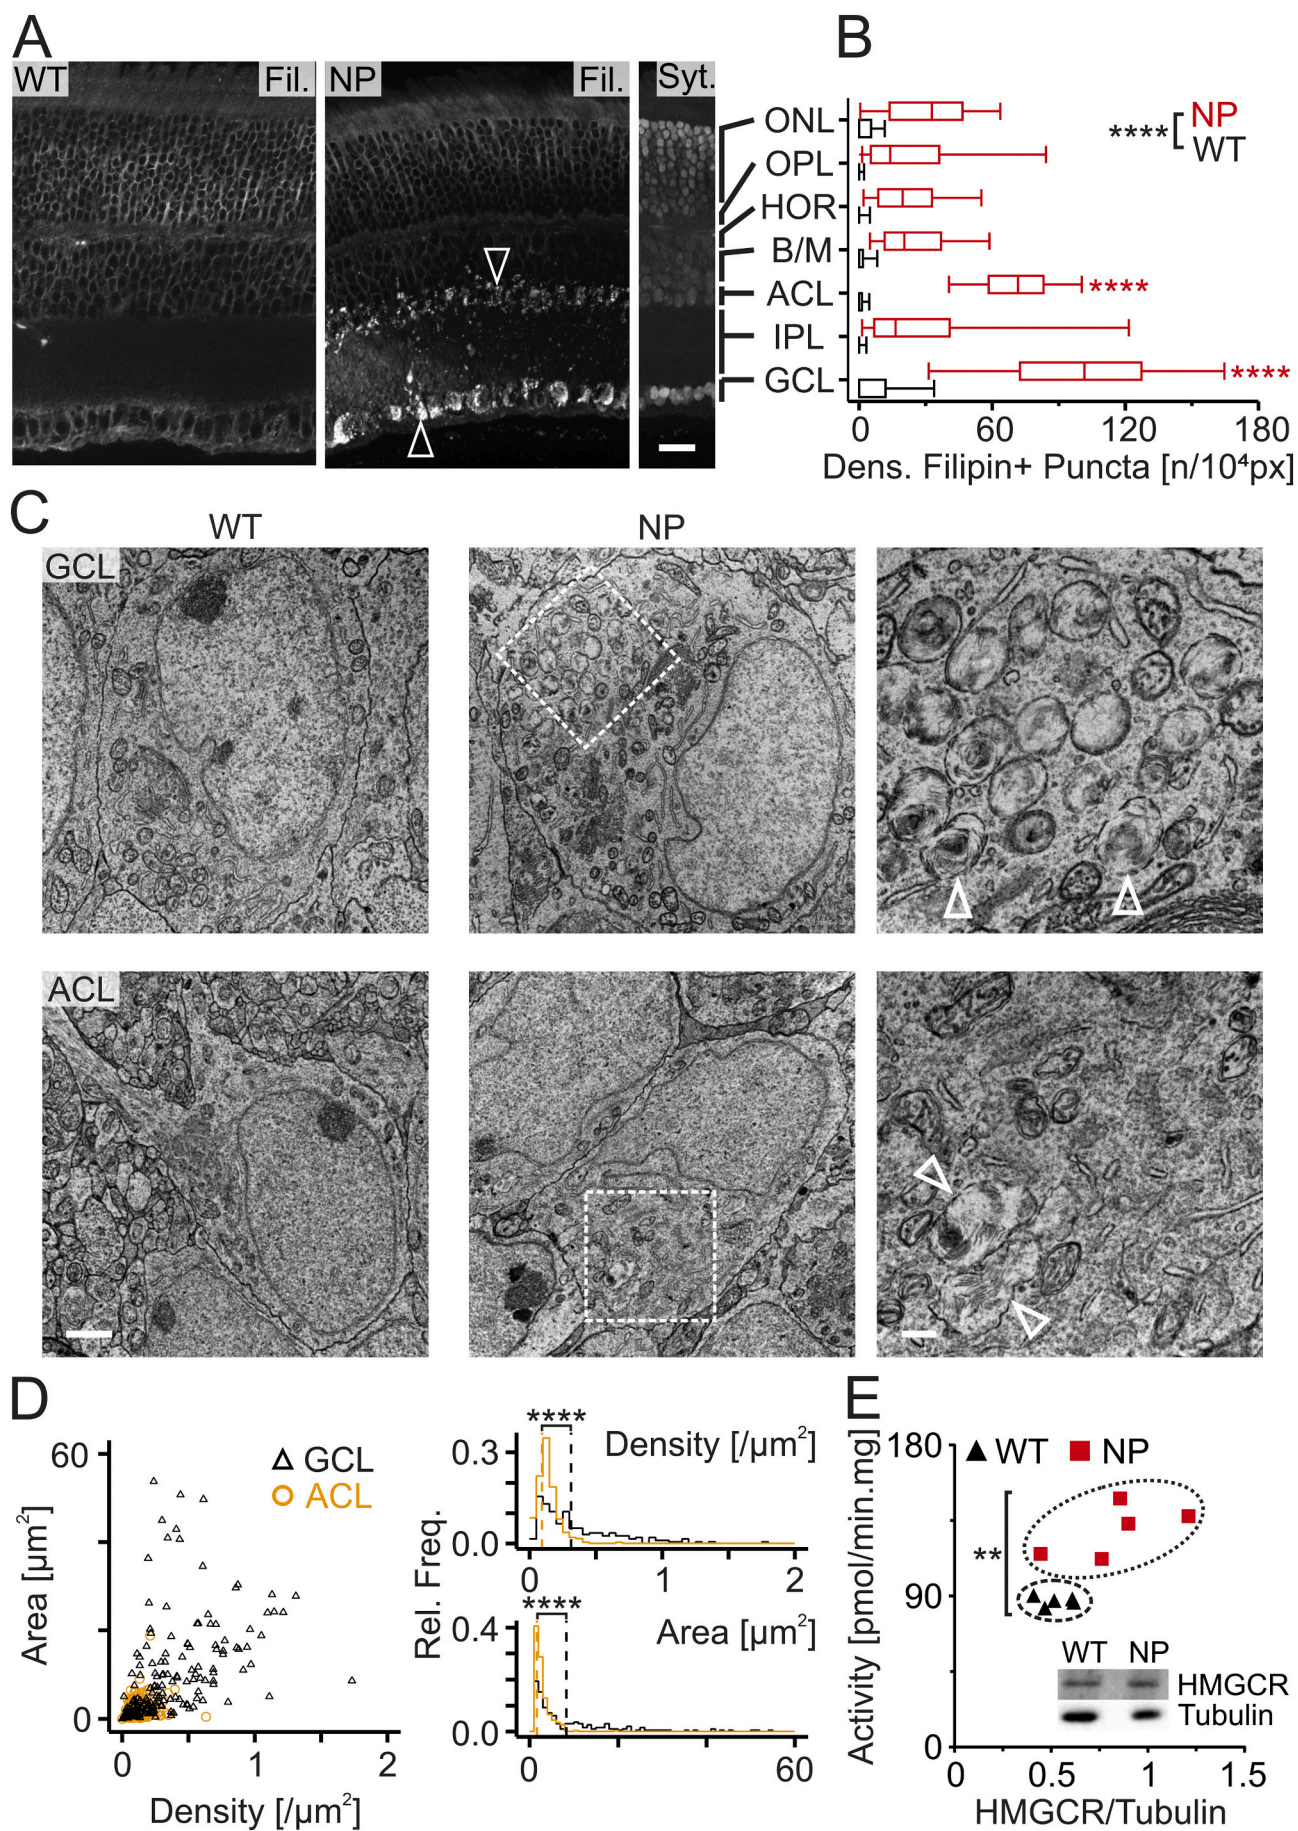 A
B
WT
Fil.
NP
Fil.
Syt.
ONL
OPL
HOR
B/M
ACL
IPL
GCL
****
NP
WT
****
****
0
60
120
180
Dens. Filipin+ Puncta [n/10⁴px]
C
WT
NP
GCL
ACL
D
60
0
Area [µm²]
GCL
ACL
0
1
2
Density [/µm²]
****
Density [/µm²]
0.3
0.0
0
1
2
Rel. Freq.
****
Area [µm²]
0.4
0.0
0
60
E
180
90
0
Activity [pmol/min.mg]
WT
NP
**
WT
NP
HMGCR
Tubulin
0
0.5
1
1.5
HMGCR/Tubulin